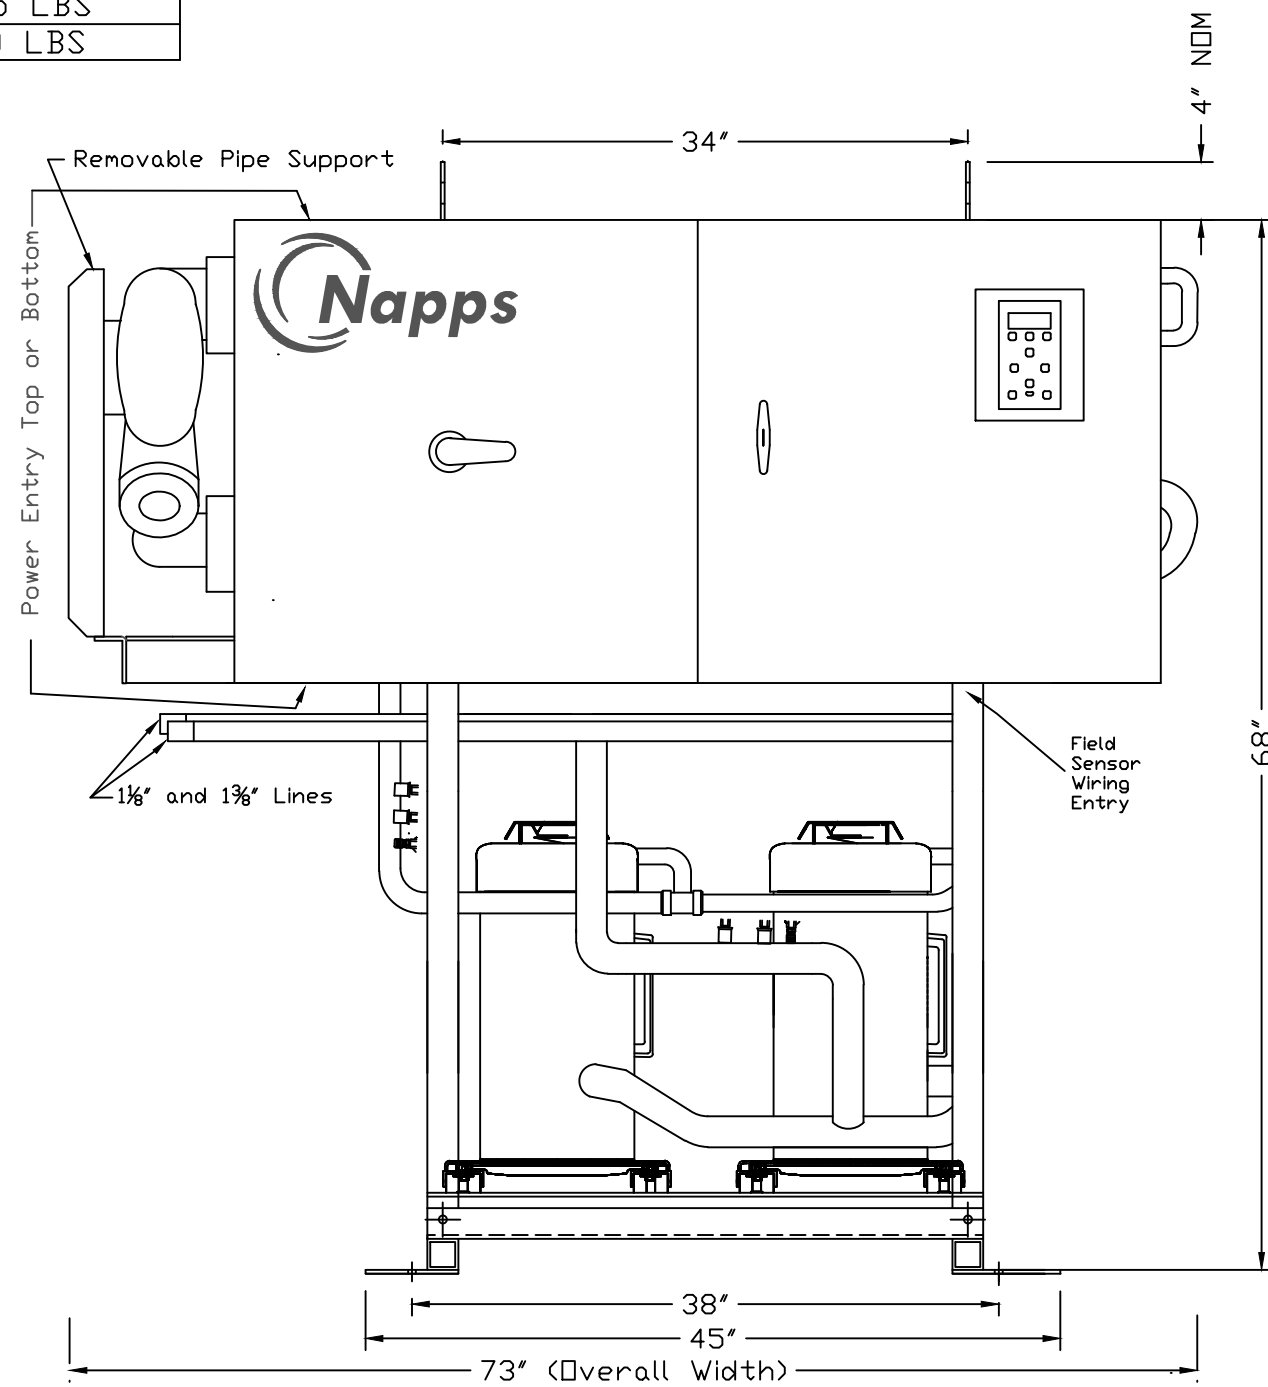 LBS
LBS
4" NOM
34"
Removable Pipe Support
Power Entry Top or Bottom
Napps
68"
Field
Sensor
Wiring
Entry
1⅛" and 1⅜" Lines
38"
45"
73" (Overall Width)